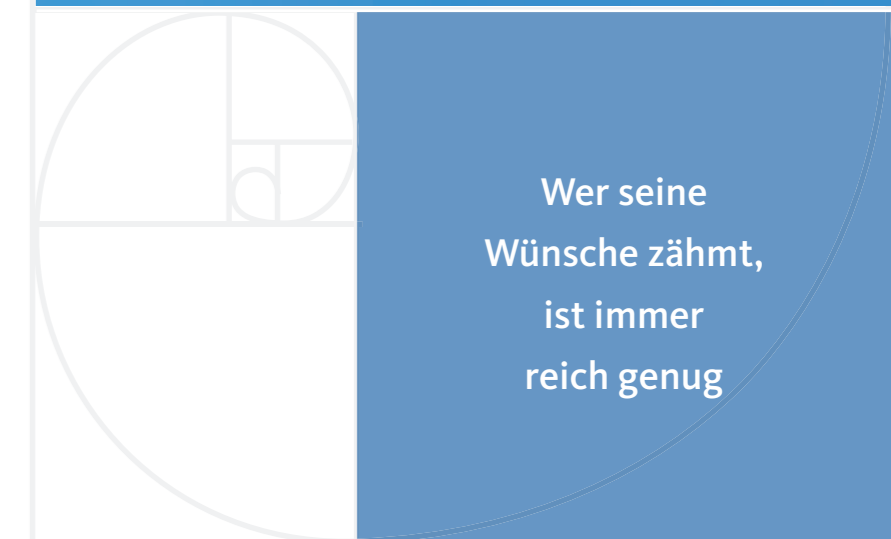 Wer seine
Wünsche zähmt,
ist immer
reich genug